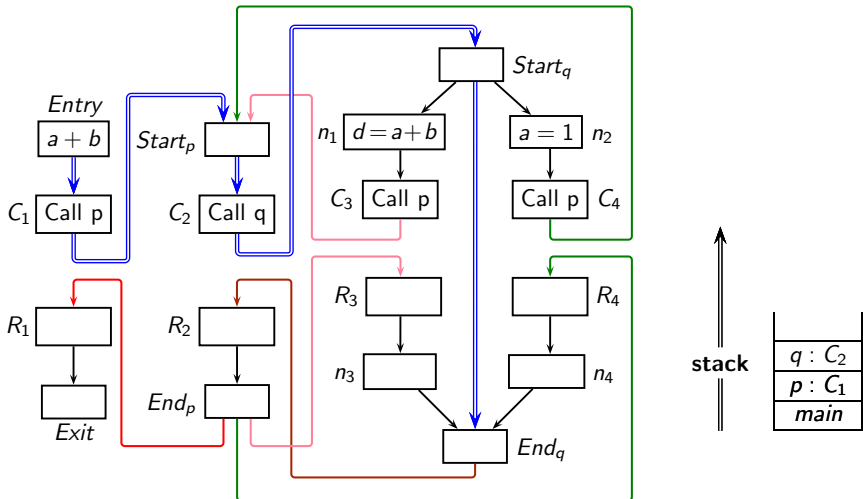 Start_q
Entry
a + b
Start_p
n_1
d = a + b
a = 1
n_2
C_1
Call p
C_2
Call q
C_3
Call p
Call p
C_4
R_1
R_2
R_3
R_4
n_3
n_4
End_p
Exit
End_q
stack
q : C_2
p : C_1
main